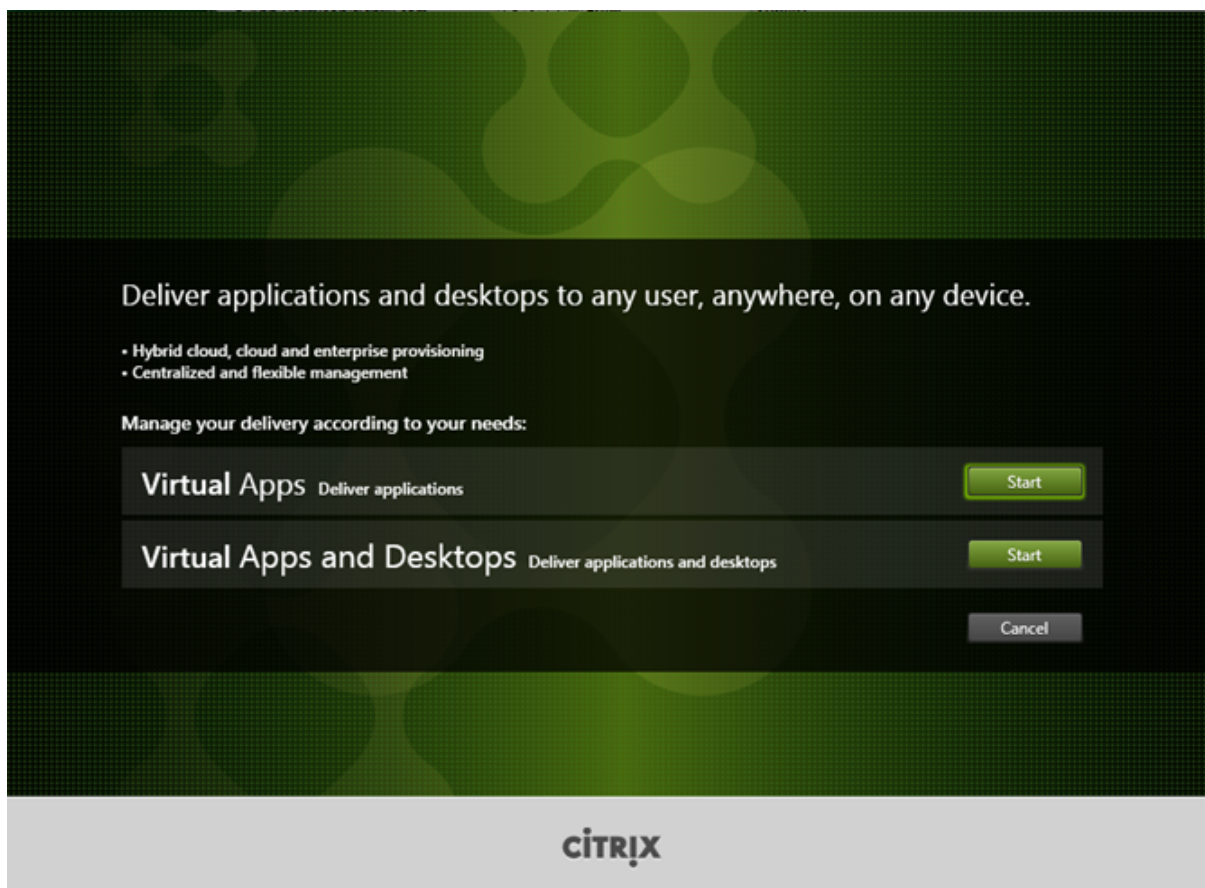 Deliver applications and desktops to any user, anywhere, on any device.
• Hybrid cloud, cloud and enterprise provisioning
• Centralized and flexible management
Manage your delivery according to your needs:
Virtual Apps Deliver applications
Start
Virtual Apps and Desktops Deliver applications and desktops
Start
Cancel
CİTRIX